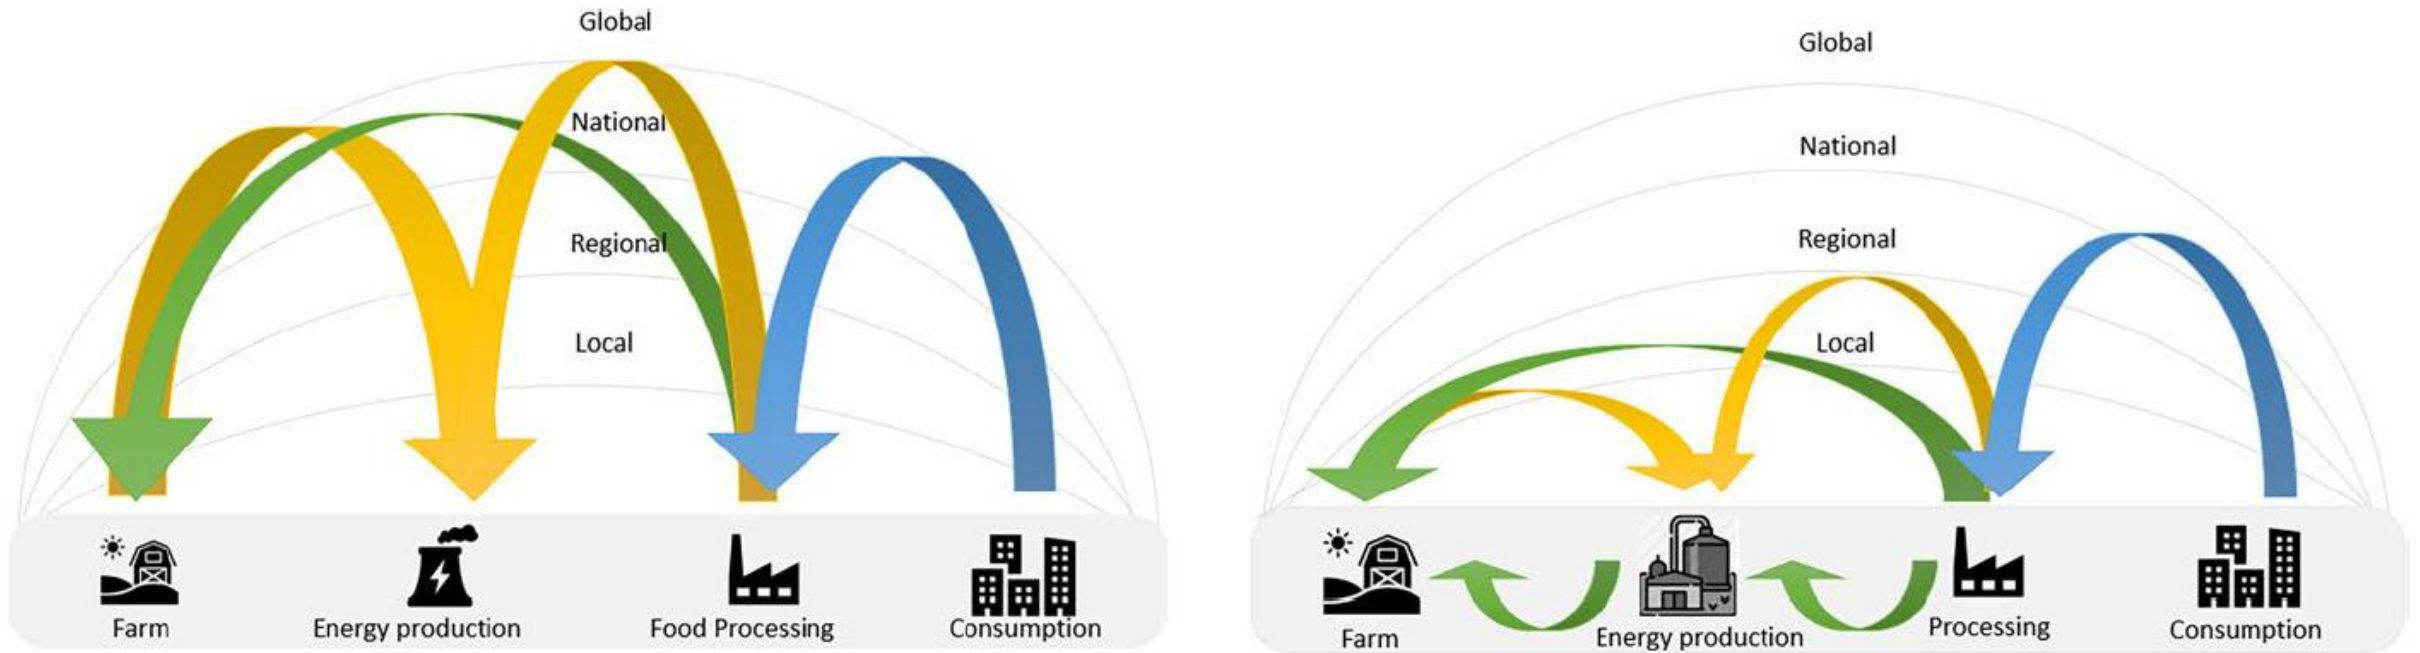 Global
National
Regional
Local
Farm
Energy production
Food Processing
Consumption
Global
National
Regional
Local
Farm
Energy production
Processing
Consumption